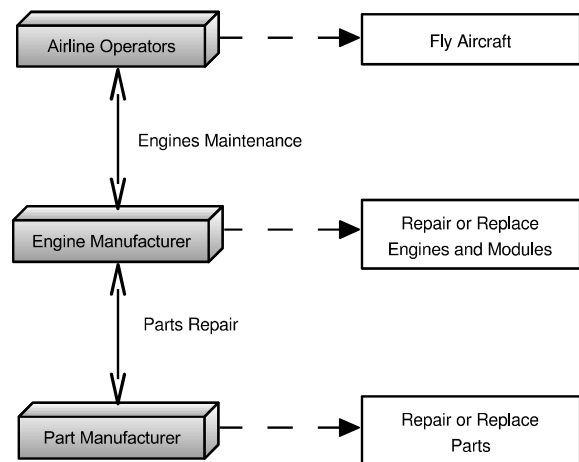 Airline Operators
Fly Aircraft
Engines Maintenance
Engine Manufacturer
Repair or Replace
Engines and Modules
Parts Repair
Part Manufacturer
Repair or Replace
Parts